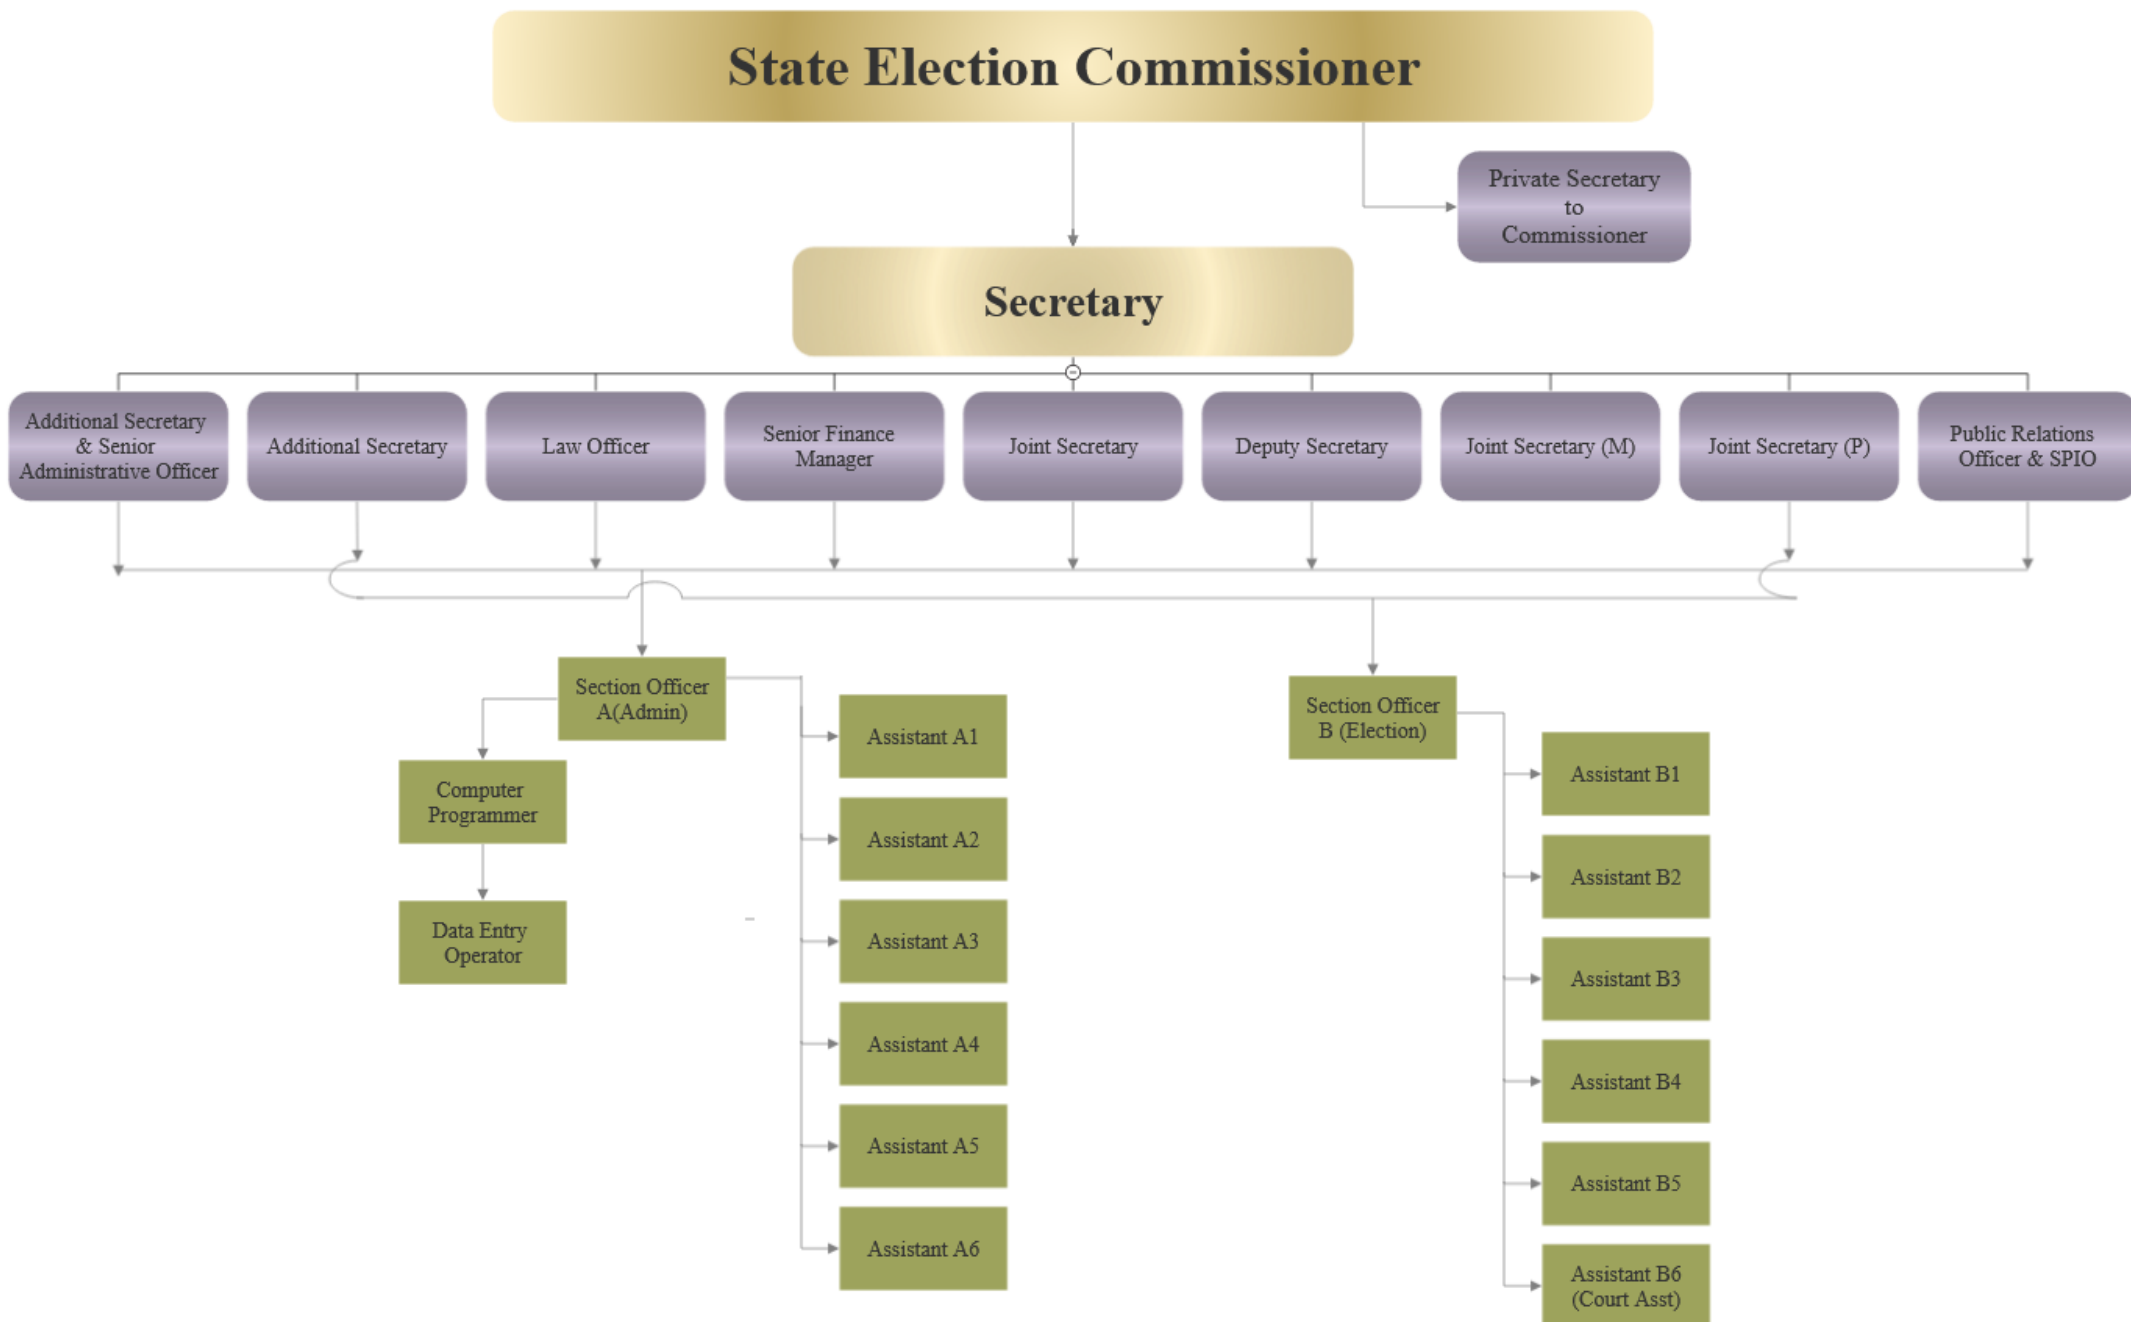 State Election Commissioner
Private Secretary
to
Commissioner
Secretary
Additional Secretary
& Senior
Administrative Officer
Additional Secretary
Law Officer
Senior Finance
Manager
Joint Secretary
Deputy Secretary
Joint Secretary (M)
Joint Secretary (P)
Public Relations
Officer & SPIO
Section Officer
A(Admin)
Computer
Programmer
Data Entry
Operator
Assistant A1
Assistant A2
Assistant A3
Assistant A4
Assistant A5
Assistant A6
Section Officer
B (Election)
Assistant B1
Assistant B2
Assistant B3
Assistant B4
Assistant B5
Assistant B6
(Court Asst)